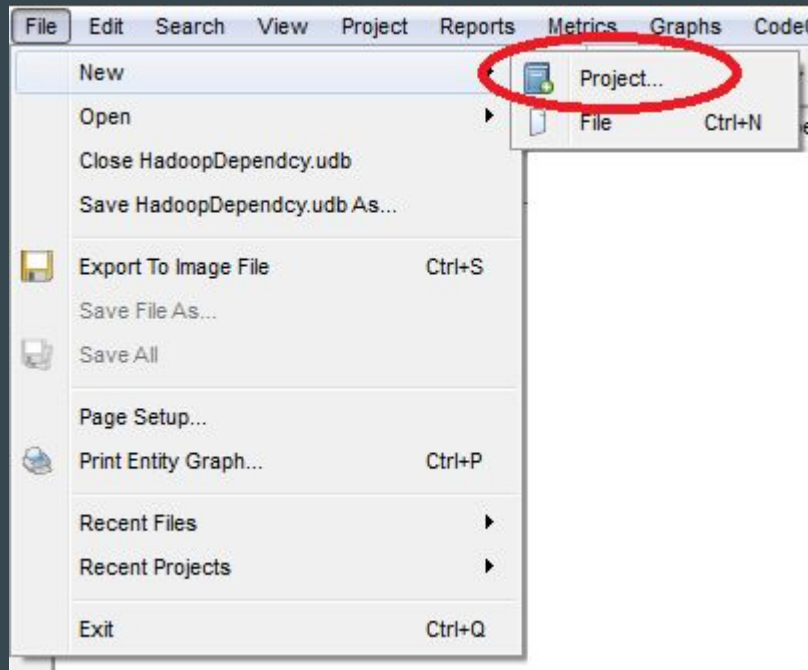 File Edit Search View Project Reports Metrics Graphs
New
Project...
Open
File Ctrl+N
Close HadoopDependcy.udb
Save HadoopDependcy.udb As...
Export To Image File Ctrl+S
Save File As...
Save All
Page Setup...
Print Entity Graph... Ctrl+P
Recent Files
Recent Projects
Exit Ctrl+Q